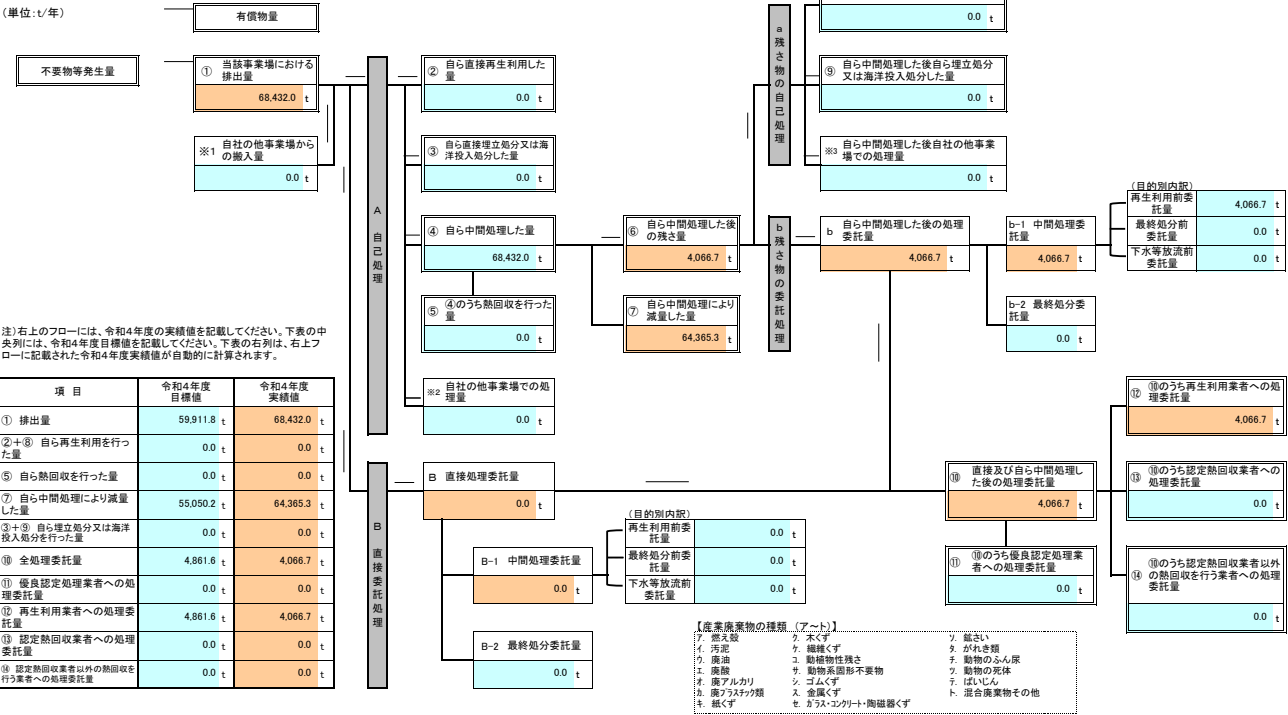 (単位:t/年)
有償物量
0.0 t
不要物等発生量
① 当該事業場における
排出量
68,432.0 t
※1 自社の他事業場から
の搬入量
0.0 t
A
自
己
処
理
② 自ら直接再生利用した
量
0.0 t
③ 自ら直接埋立処分又は海
洋投入処分した量
0.0 t
④ 自ら中間処理した量
68,432.0 t
⑤ ④のうち熱回収を行った
量
0.0 t
※2 自社の他事業場での処
理量
0.0 t
⑥ 自ら中間処理した後
の残さ量
4,066.7 t
⑦ 自ら中間処理により
減量した量
64,365.3 t
a
残
さ
物
の
自
己
処
理
⑨ 自ら中間処理した後自ら埋立処分
又は海洋投入処分した量
0.0 t
※3 自ら中間処理した後自社の他事業
場での処理量
0.0 t
b
残
さ
物
の
委
託
処
理
b 自ら中間処理した後の処理
委託量
4,066.7 t
b-1 中間処理委
託量
4,066.7 t
(目的別内訳)
再生利用前委
託量 4,066.7 t
最終処分前
委託量 0.0 t
下水等放流前
委託量 0.0 t
b-2 最終処分委
託量
0.0 t
注)右上のフローには、令和4年度の実績値を記載してください。下表の中
央列には、令和4年度目標値を記載してください。下表の右列は、右上フ
ローに記載された令和4年度実績値が自動的に計算されます。
項 目 令和4年度
目標値 令和4年度
実績値
① 排出量 59,911.8 t 68,432.0 t
②+⑧ 自ら再生利用を行っ
た量 0.0 t 0.0 t
⑤ 自ら熱回収を行った量 0.0 t 0.0 t
⑦ 自ら中間処理により減量
した量 55,050.2 t 64,365.3 t
③+⑨ 自ら埋立処分又は海洋
投入処分を行った量 0.0 t 0.0 t
⑩ 全処理委託量 4,861.6 t 4,066.7 t
⑪ 優良認定処理業者への処
理委託量 0.0 t 0.0 t
⑫ 再生利用業者への処理委
託量 4,861.6 t 4,066.7 t
⑬ 認定熱回収業者への処理
委託量 0.0 t 0.0 t
⑭ 認定熱回収業者以外の熱回収を
行う業者への処理委託量 0.0 t 0.0 t
B
直
接
委
託
処
理
B 直接処理委託量
0.0 t
B-1 中間処理委託量
0.0 t
(目的別内訳)
再生利用前委
託量 0.0 t
最終処分前委
託量 0.0 t
下水等放流前
委託量 0.0 t
B-2 最終処分委託量
0.0 t
⑩ 直接及び自ら中間処理し
た後の処理委託量
4,066.7 t
⑪ ⑩のうち優良認定処理業
者への処理委託量
0.0 t
⑫ ⑩のうち再生利用業者への処
理委託量
4,066.7 t
⑬ ⑩のうち認定熱回収業者への
処理委託量
0.0 t
⑭ ⑩のうち認定熱回収業者以外
の熱回収を行う業者への処理
委託量
0.0 t
【産業廃棄物の種類 (ア~ト)】
ア. 燃え殻 ク. 木くず ソ. 鉱さい
イ. 汚泥 ケ. 繊維くず タ. がれき類
ウ. 廃油 コ. 動植物性残さ チ. 動物のふん尿
エ. 廃酸 サ. 動物系固形不要物 ツ. 動物の死体
オ. 廃アルカリ シ. ゴムくず テ. ばいじん
カ. 廃プラスチック類 ス. 金属くず ト. 混合廃棄物その他
キ. 紙くず セ. ガラス・コンクリート・陶磁器くず